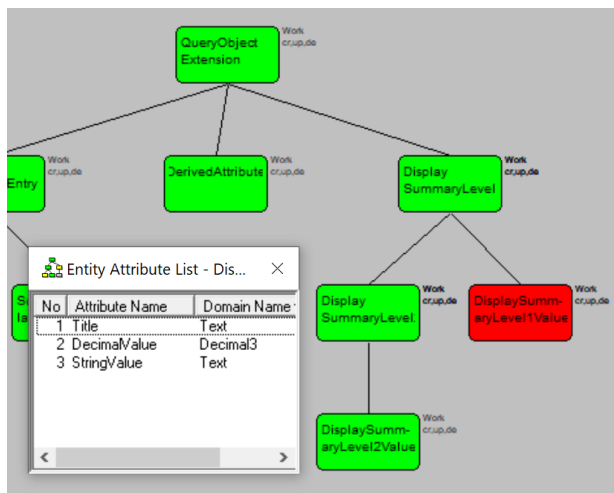 QueryObject
Extension
Work
cr,up,de
Entry
Work
cr,up,de
DerivedAttribute
Work
cr,up,de
Display
SummaryLevel
Work
cr,up,de
Entity Attribute List - Dis...
No Attribute Name Domain Name
1 Title Text
2 DecimalValue Decimal3
3 StringValue Text
Display
SummaryLevel
Work
cr,up,de
DisplaySumm-
aryLevel1Value
Work
cr,up,de
DisplaySumm-
aryLevel2Value
Work
cr,up,de